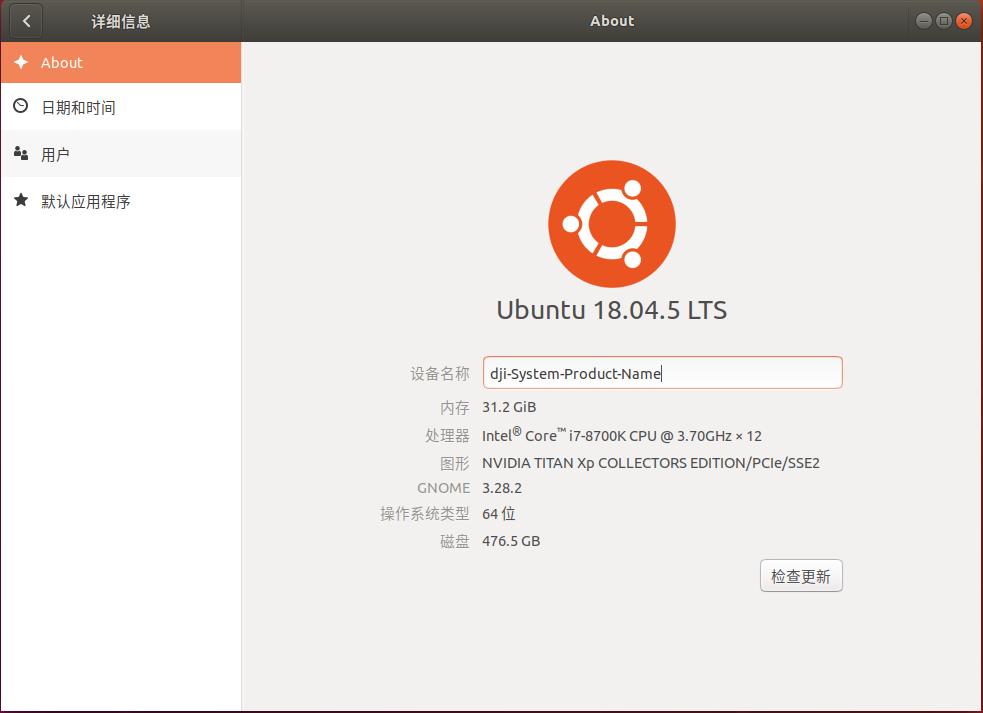 详细信息
About
About
日期和时间
用户
默认应用程序
Ubuntu 18.04.5 LTS
设备名称 dji-System-Product-Name
内存 31.2 GiB
处理器 Intel® Core™ i7-8700K CPU @ 3.70GHz × 12
图形 NVIDIA TITAN Xp COLLECTORS EDITION/PCIe/SSE2
GNOME 3.28.2
操作系统类型 64 位
磁盘 476.5 GB
检查更新